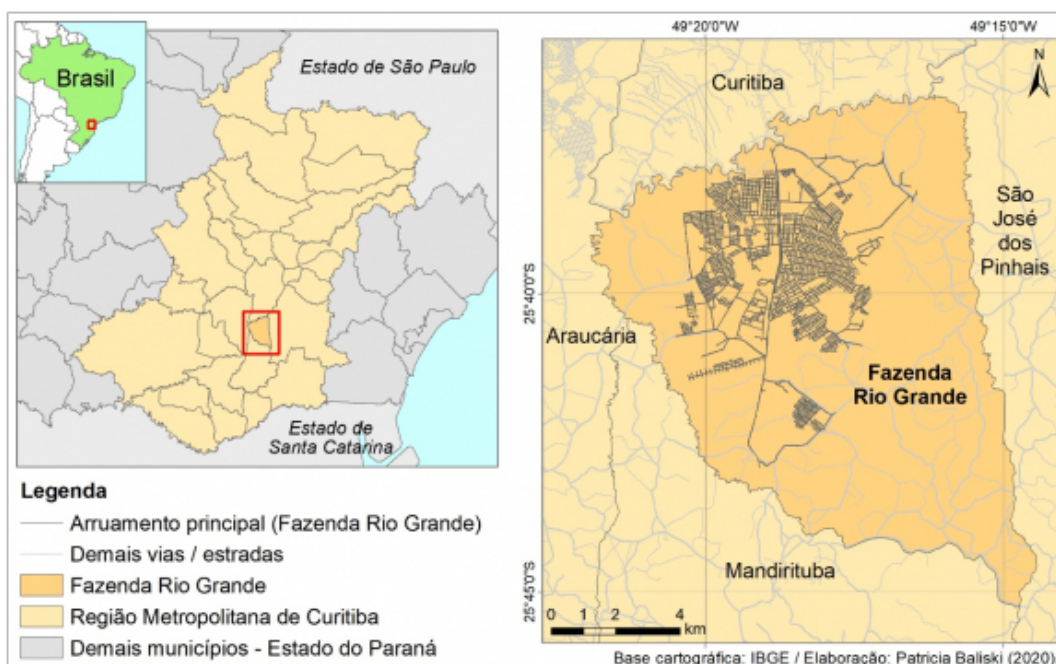 Brasil
Estado de São Paulo
Estado de
Santa Catarina
Legenda
Arruamento principal (Fazenda Rio Grande)
Demais vias / estradas
Fazenda Rio Grande
Região Metropolitana de Curitiba
Demais municípios - Estado do Paraná
49°20'0"W
49°15'0"W
N
Curitiba
São
José
dos
Pinhais
25°40'0"S
Araucária
Fazenda
Rio Grande
Mandirituba
25°45'0"S
0 1 2 4
km
Base cartográfica: IBGE / Elaboração: Patricia Baliski (2020)